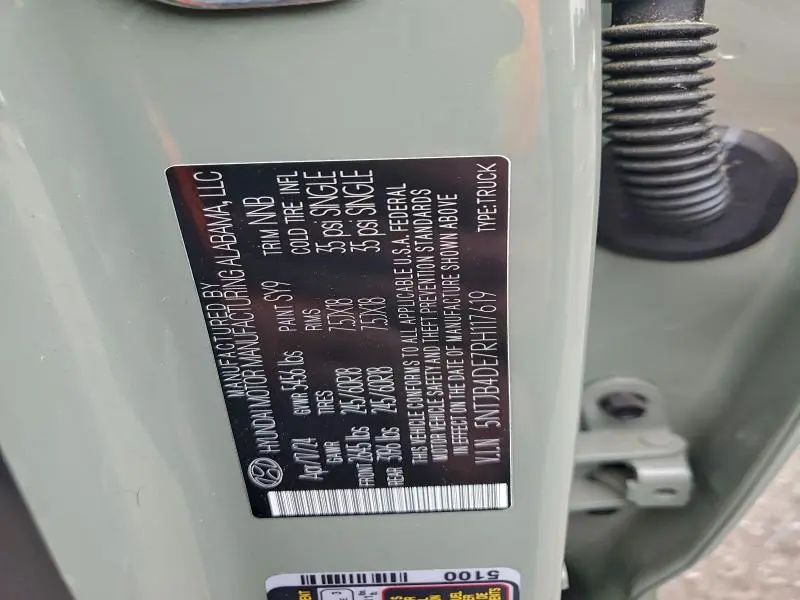 MANUFACTURED BY
HYUNDAI MOTOR MANUFACTURING ALABAMA, LLC
Apr/17/24 GVWR 5456 lbs PAINT SY9 TRIM NNB
GAWR TIRES RIMS COLD TIRE INFL
FRONT 2645 lbs 245/60R18 7.5JX18 35 psi SINGLE
REAR 3196 lbs 245/60R18 7.5JX18 35 psi SINGLE
THIS VEHICLE CONFORMS TO ALL APPLICABLE U.S.A. FEDERAL
MOTOR VEHICLE SAFETY AND THEFT PREVENTION STANDARDS
IN EFFECT ON THE DATE OF MANUFACTURE SHOWN ABOVE
V.I.N 5NTJB4DE7RH117619 TYPE:TRUCK
5100